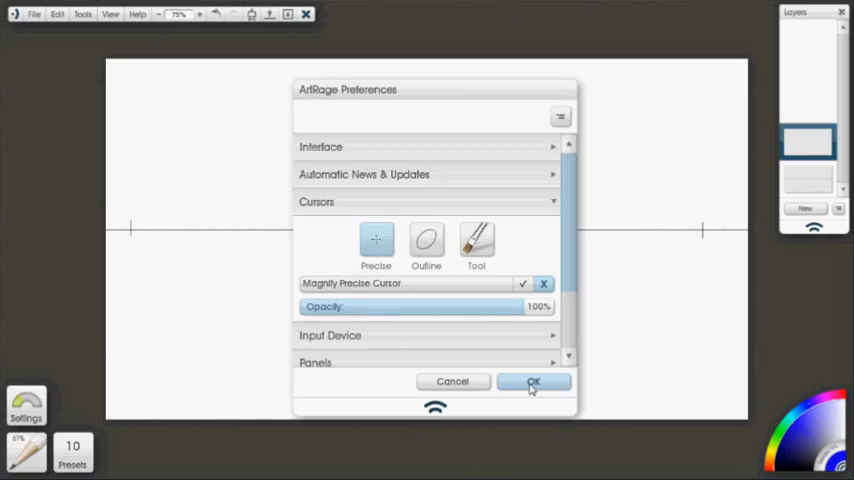 File Edit Tools View Help − 75% +
Layers
ArtRage Preferences
Interface
Automatic News & Updates
Cursors
Precise Outline Tool
Magnify Precise Cursor
Opacity: 100%
Input Device
Panels
Cancel OK
New
Settings
61%
10
Presets